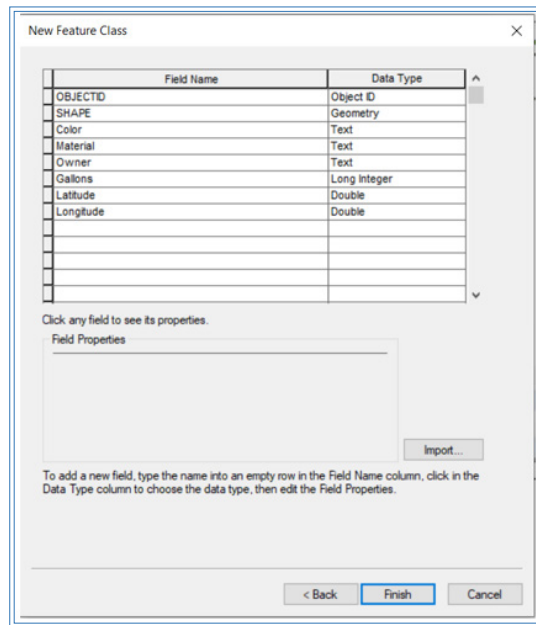 New Feature Class
Field Name Data Type
OBJECTID Object ID
SHAPE Geometry
Color Text
Material Text
Owner Text
Gallons Long Integer
Latitude Double
Longitude Double
Click any field to see its properties.
Field Properties
Import...
To add a new field, type the name into an empty row in the Field Name column, click in the
Data Type column to choose the data type, then edit the Field Properties.
< Back Finish Cancel